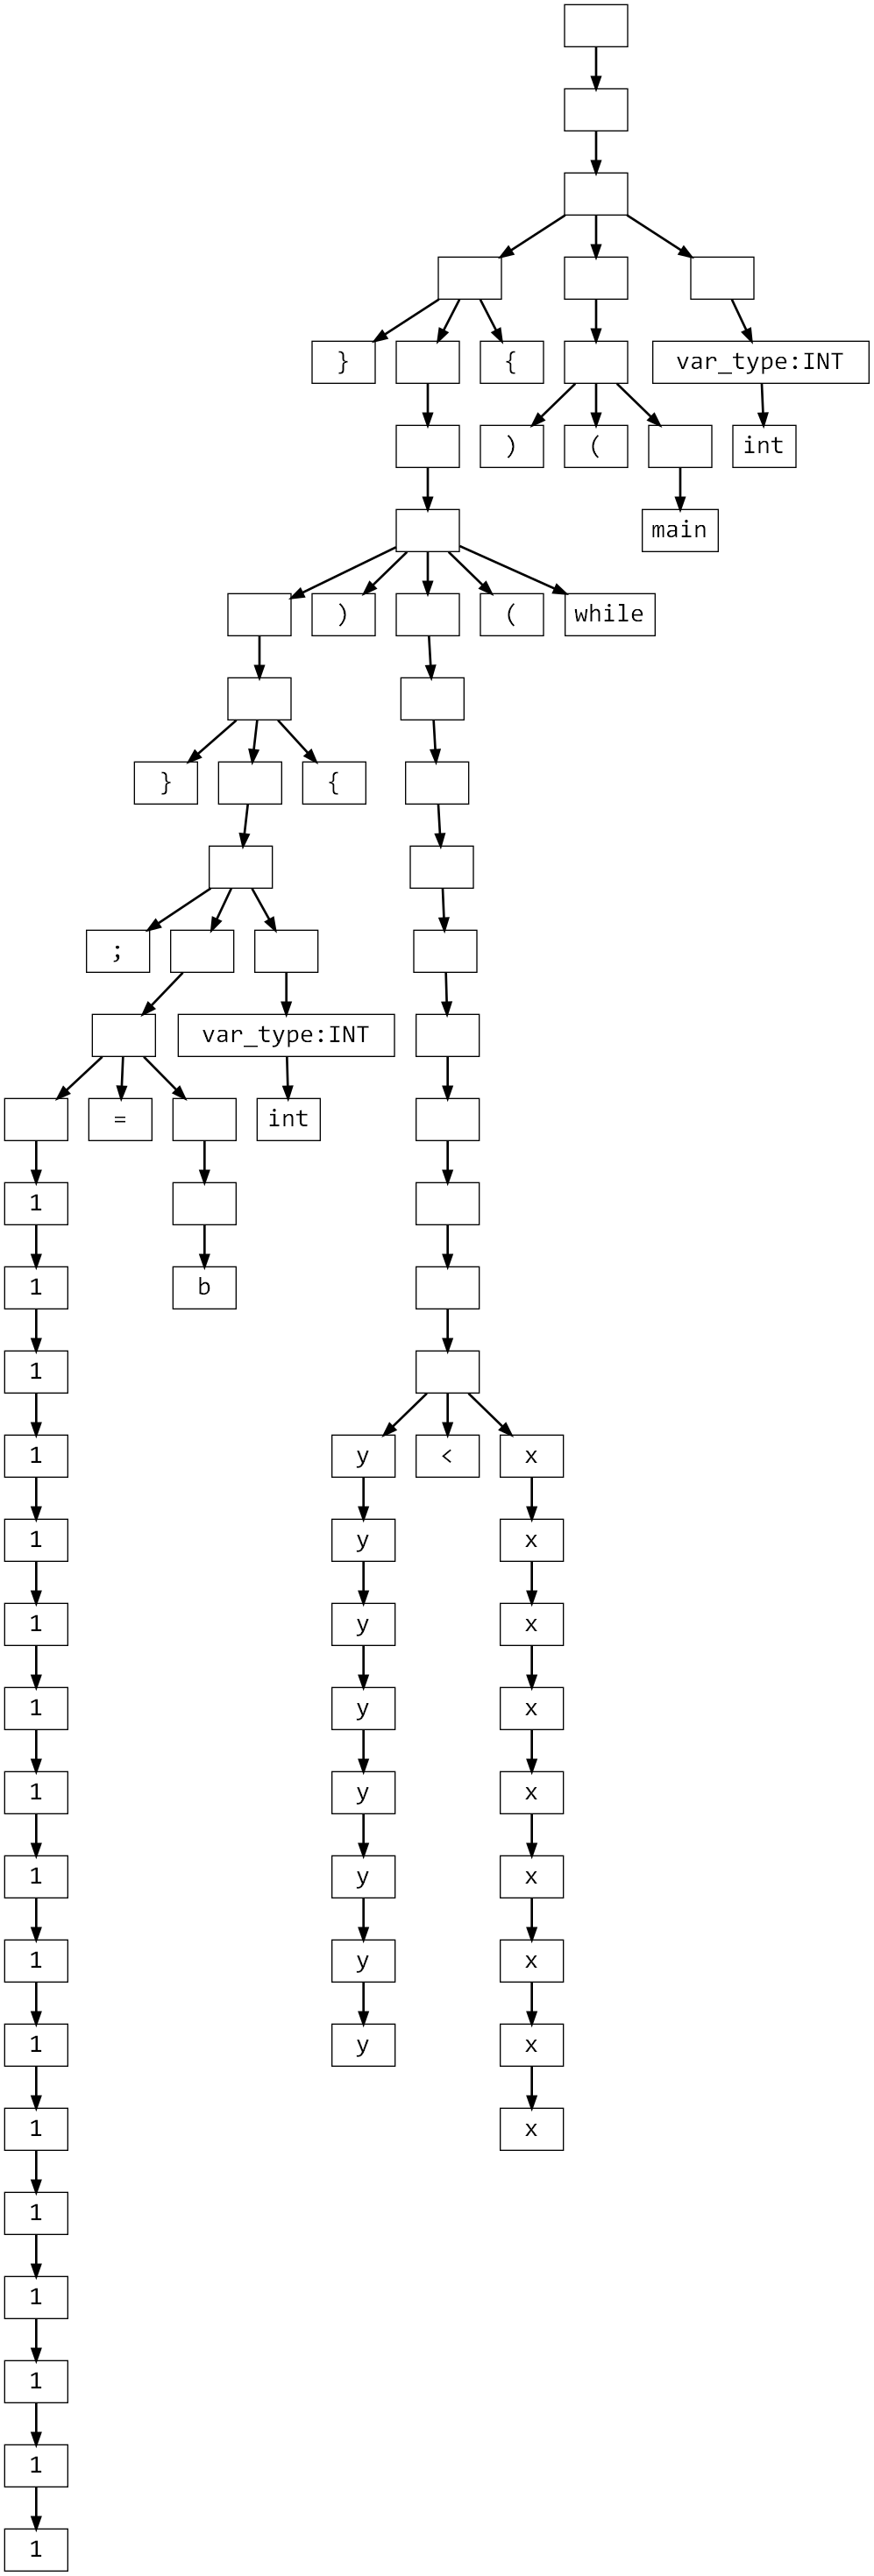 var_type:INT
} {
) ( int
main
) ( while
} {
;
var_type:INT
= int
1
1 b
1
1 y < x
1 y x
1 y x
1 y x
1 y x
1 y x
1 y x
1 y x
1 x
1
1
1
1
1